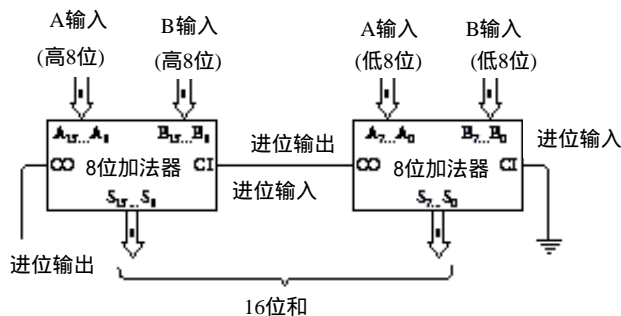 A输入
(高8位)
B输入
(高8位)
A输入
(低8位)
B输入
(低8位)
A₁₅...A₈
B₁₅...B₈
CO
8位加法器
CI
S₁₅...S₈
进位输出
进位输入
A₇...A₀
B₇...B₀
CO
8位加法器
CI
S₇...S₀
进位输入
进位输出
16位和